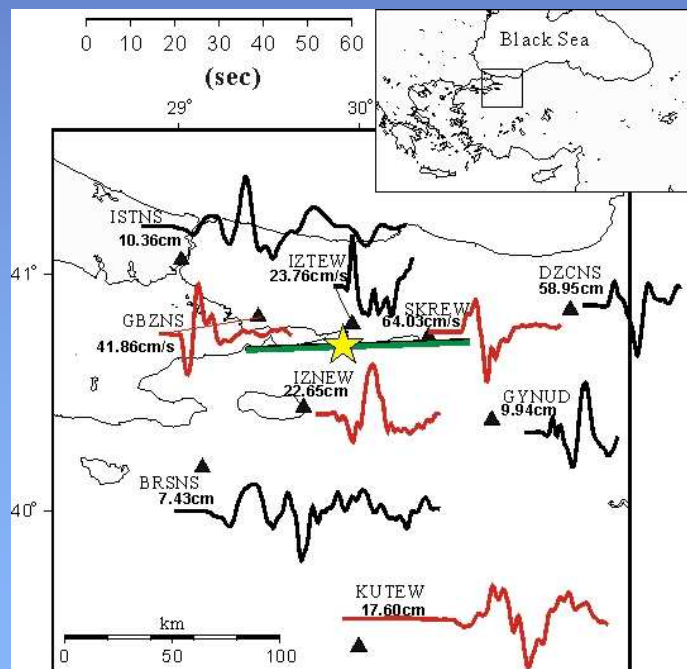 0 10 20 30 40 50 60
(sec)
Black Sea
29° 30°
ISTNS
10.36cm
IZTEW
23.76cm/s
41°
DZCNS
58.95cm
SKREW
64.03cm/s
GBZNS
41.86cm/s
IZNEW
22.65cm
GYNUD
9.94cm
BRSNS
7.43cm
40°
KUTEW
17.60cm
km
0 50 100